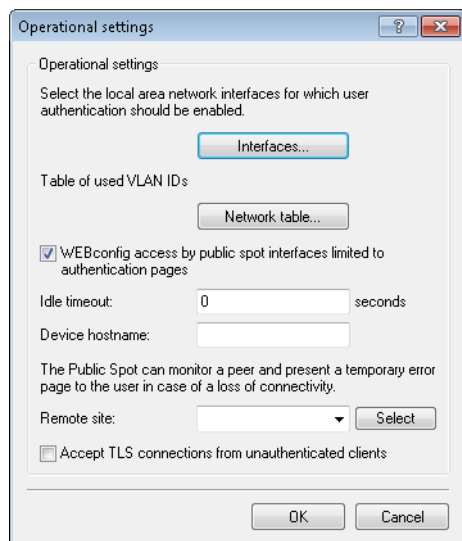 Operational settings
Operational settings
Select the local area network interfaces for which user
authentication should be enabled.
Interfaces...
Table of used VLAN IDs
Network table...
WEBconfig access by public spot interfaces limited to
authentication pages
Idle timeout: 0 seconds
Device hostname:
The Public Spot can monitor a peer and present a temporary error
page to the user in case of a loss of connectivity.
Remote site: Select
Accept TLS connections from unauthenticated clients
OK Cancel